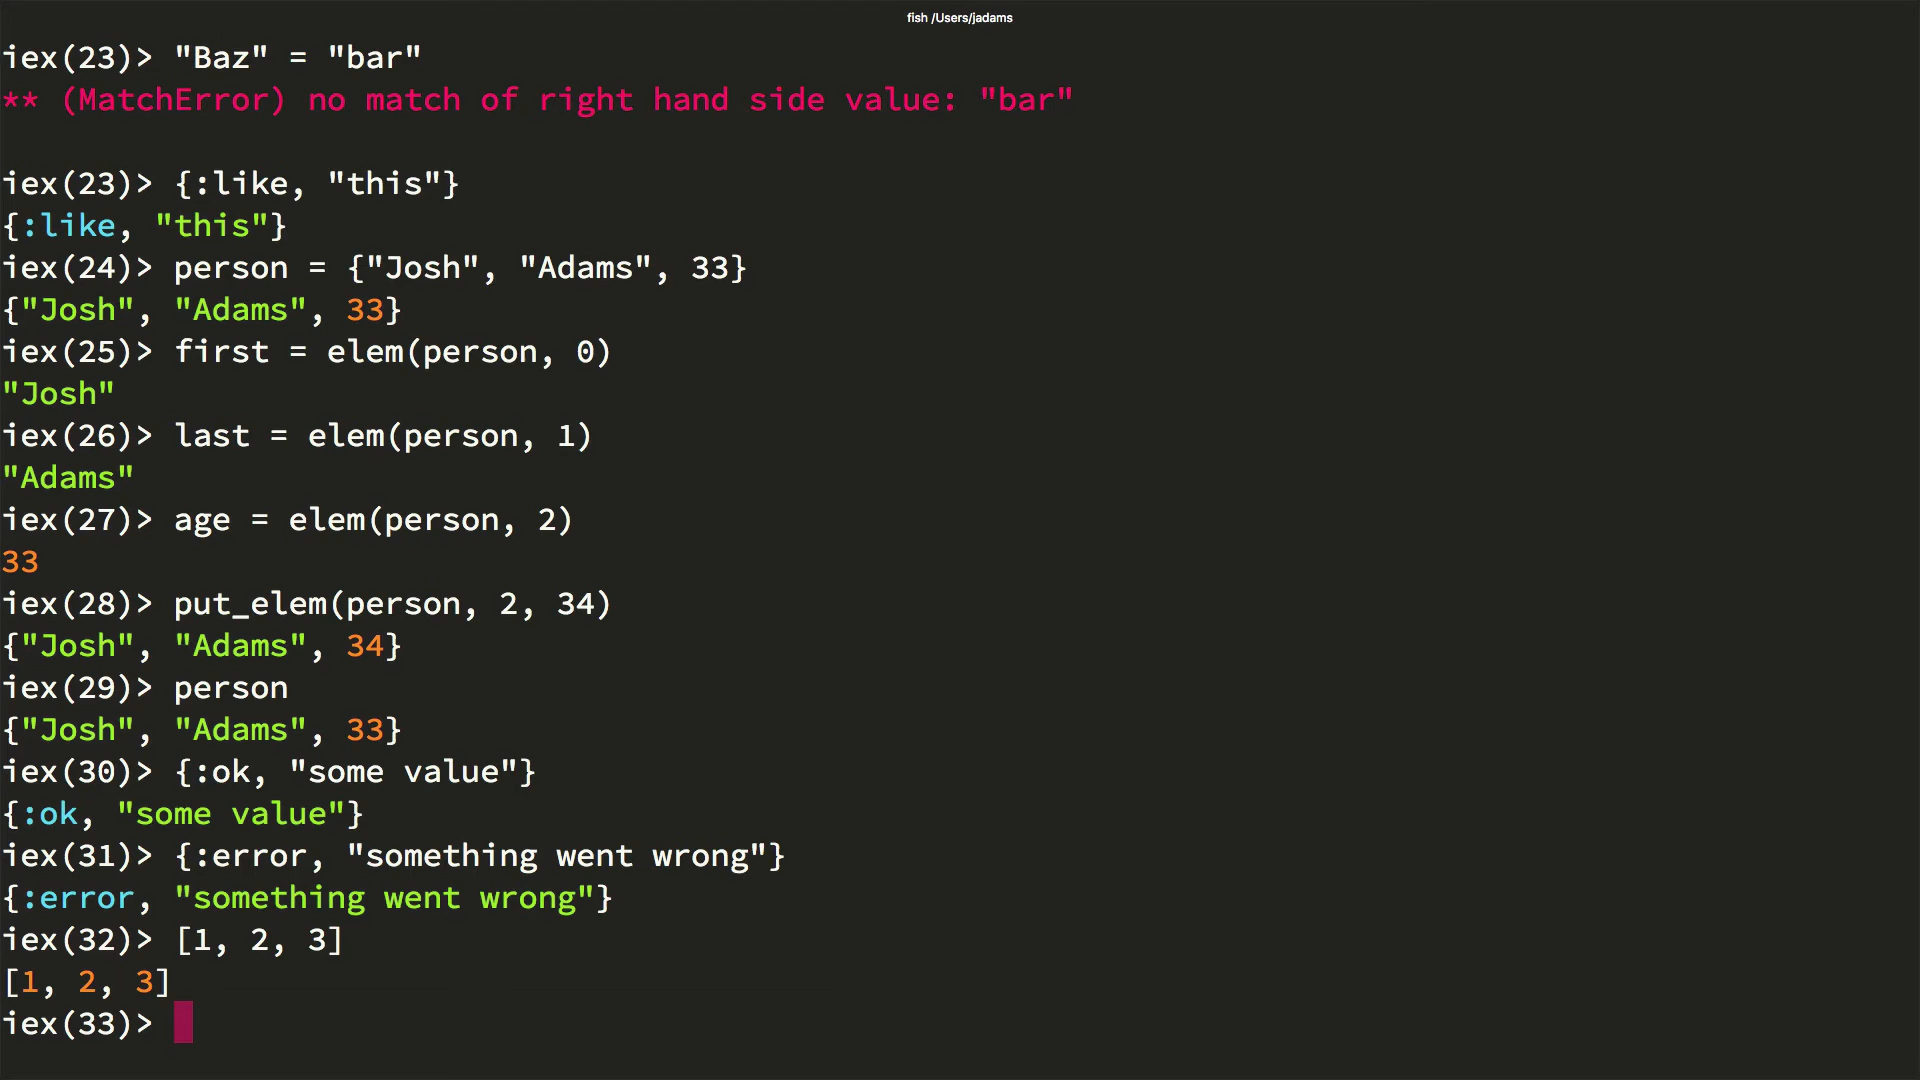 fish /Users/jadams
iex(23)> "Baz" = "bar"
** (MatchError) no match of right hand side value: "bar"
iex(23)> {:like, "this"}
{:like, "this"}
iex(24)> person = {"Josh", "Adams", 33}
{"Josh", "Adams", 33}
iex(25)> first = elem(person, 0)
"Josh"
iex(26)> last = elem(person, 1)
"Adams"
iex(27)> age = elem(person, 2)
33
iex(28)> put_elem(person, 2, 34)
{"Josh", "Adams", 34}
iex(29)> person
{"Josh", "Adams", 33}
iex(30)> {:ok, "some value"}
{:ok, "some value"}
iex(31)> {:error, "something went wrong"}
{:error, "something went wrong"}
iex(32)> [1, 2, 3]
[1, 2, 3]
iex(33)>